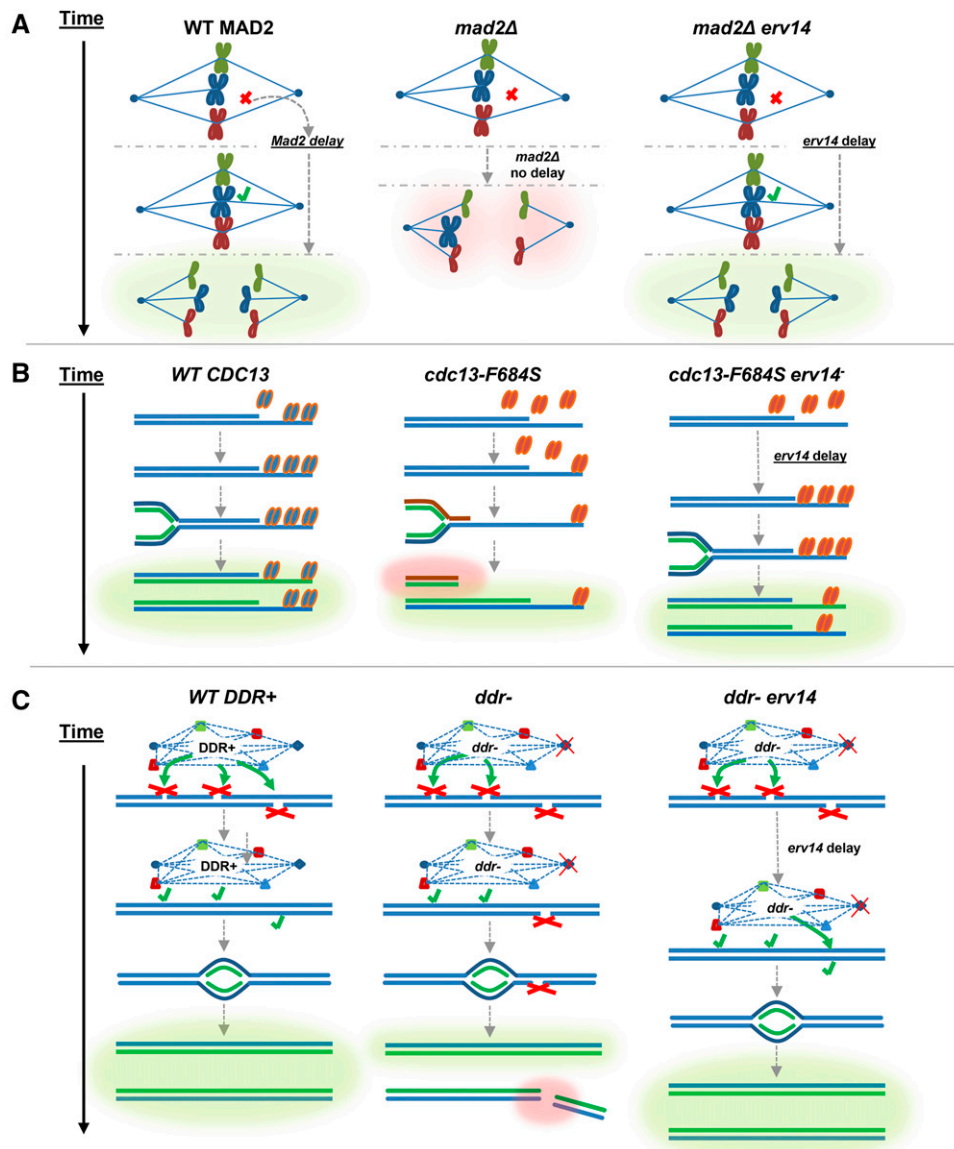 A
Time
WT MAD2
mad2Δ
mad2Δ erv14
Mad2 delay
mad2Δ
no delay
erv14 delay
B
Time
WT CDC13
cdc13-F684S
cdc13-F684S erv14-
erv14 delay
C
Time
WT DDR+
ddr-
ddr- erv14
DDR+
ddr-
ddr-
erv14 delay
DDR+
ddr-
ddr-